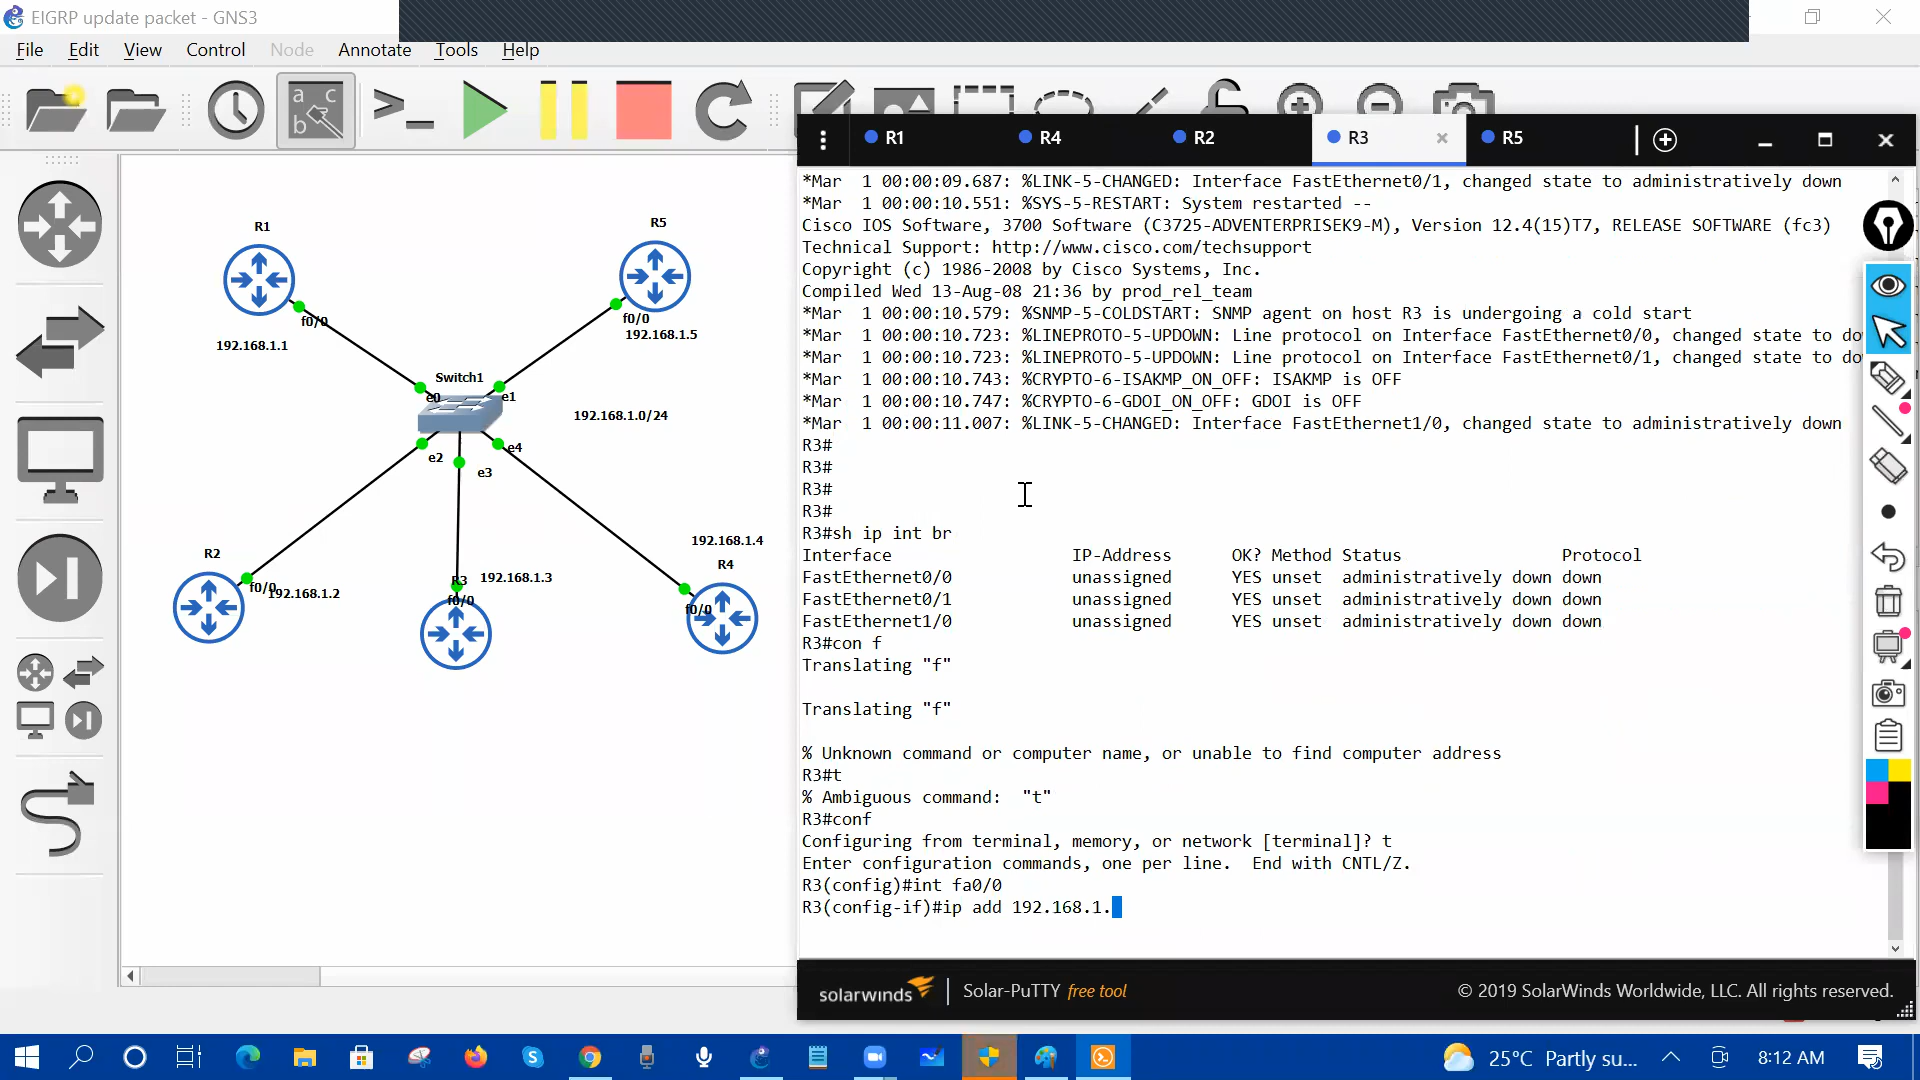 EIGRP update packet - GNS3
File Edit View Control Node Annotate Tools Help
a c
b
R1 R4 R2 R3 R5
R1
f0/0
192.168.1.1
R5
f0/0
192.168.1.5
Switch1
e0 e1
192.168.1.0/24
e2 e4
e3
R2
f0/0
192.168.1.2
R3 192.168.1.3
f0/0
192.168.1.4
R4
f0/0
*Mar  1 00:00:09.687: %LINK-5-CHANGED: Interface FastEthernet0/1, changed state to administratively down
*Mar  1 00:00:10.551: %SYS-5-RESTART: System restarted --
Cisco IOS Software, 3700 Software (C3725-ADVENTERPRISEK9-M), Version 12.4(15)T7, RELEASE SOFTWARE (fc3)
Technical Support: http://www.cisco.com/techsupport
Copyright (c) 1986-2008 by Cisco Systems, Inc.
Compiled Wed 13-Aug-08 21:36 by prod_rel_team
*Mar  1 00:00:10.579: %SNMP-5-COLDSTART: SNMP agent on host R3 is undergoing a cold start
*Mar  1 00:00:10.723: %LINEPROTO-5-UPDOWN: Line protocol on Interface FastEthernet0/0, changed state to do
*Mar  1 00:00:10.723: %LINEPROTO-5-UPDOWN: Line protocol on Interface FastEthernet0/1, changed state to do
*Mar  1 00:00:10.743: %CRYPTO-6-ISAKMP_ON_OFF: ISAKMP is OFF
*Mar  1 00:00:10.747: %CRYPTO-6-GDOI_ON_OFF: GDOI is OFF
*Mar  1 00:00:11.007: %LINK-5-CHANGED: Interface FastEthernet1/0, changed state to administratively down
R3#
R3#
R3#
R3#
R3#sh ip int br
Interface IP-Address OK? Method Status Protocol
FastEthernet0/0 unassigned YES unset administratively down down
FastEthernet0/1 unassigned YES unset administratively down down
FastEthernet1/0 unassigned YES unset administratively down down
R3#con f
Translating "f"
Translating "f"
% Unknown command or computer name, or unable to find computer address
R3#t
% Ambiguous command:  "t"
R3#conf
Configuring from terminal, memory, or network [terminal]? t
Enter configuration commands, one per line.  End with CNTL/Z.
R3(config)#int fa0/0
R3(config-if)#ip add 192.168.1.
solarwinds Solar-PuTTY free tool © 2019 SolarWinds Worldwide, LLC. All rights reserved.
25°C Partly su... 8:12 AM